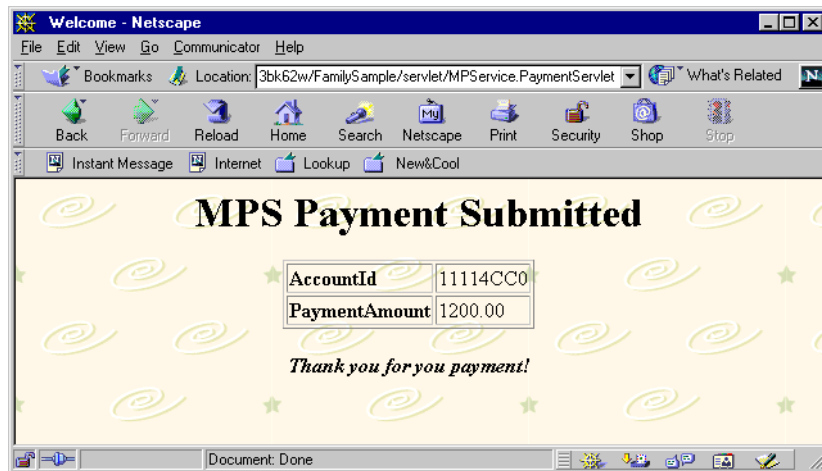 Welcome - Netscape
File Edit View Go Communicator Help
Bookmarks Location: 3bk62w/FamilySample/servlet/MPService.PaymentServlet What's Related N
Back Forward Reload Home Search Netscape Print Security Shop Stop
My
Instant Message Internet Lookup New&Cool
MPS Payment Submitted
AccountId 11114CC0
PaymentAmount 1200.00
Thank you for you payment!
Document: Done